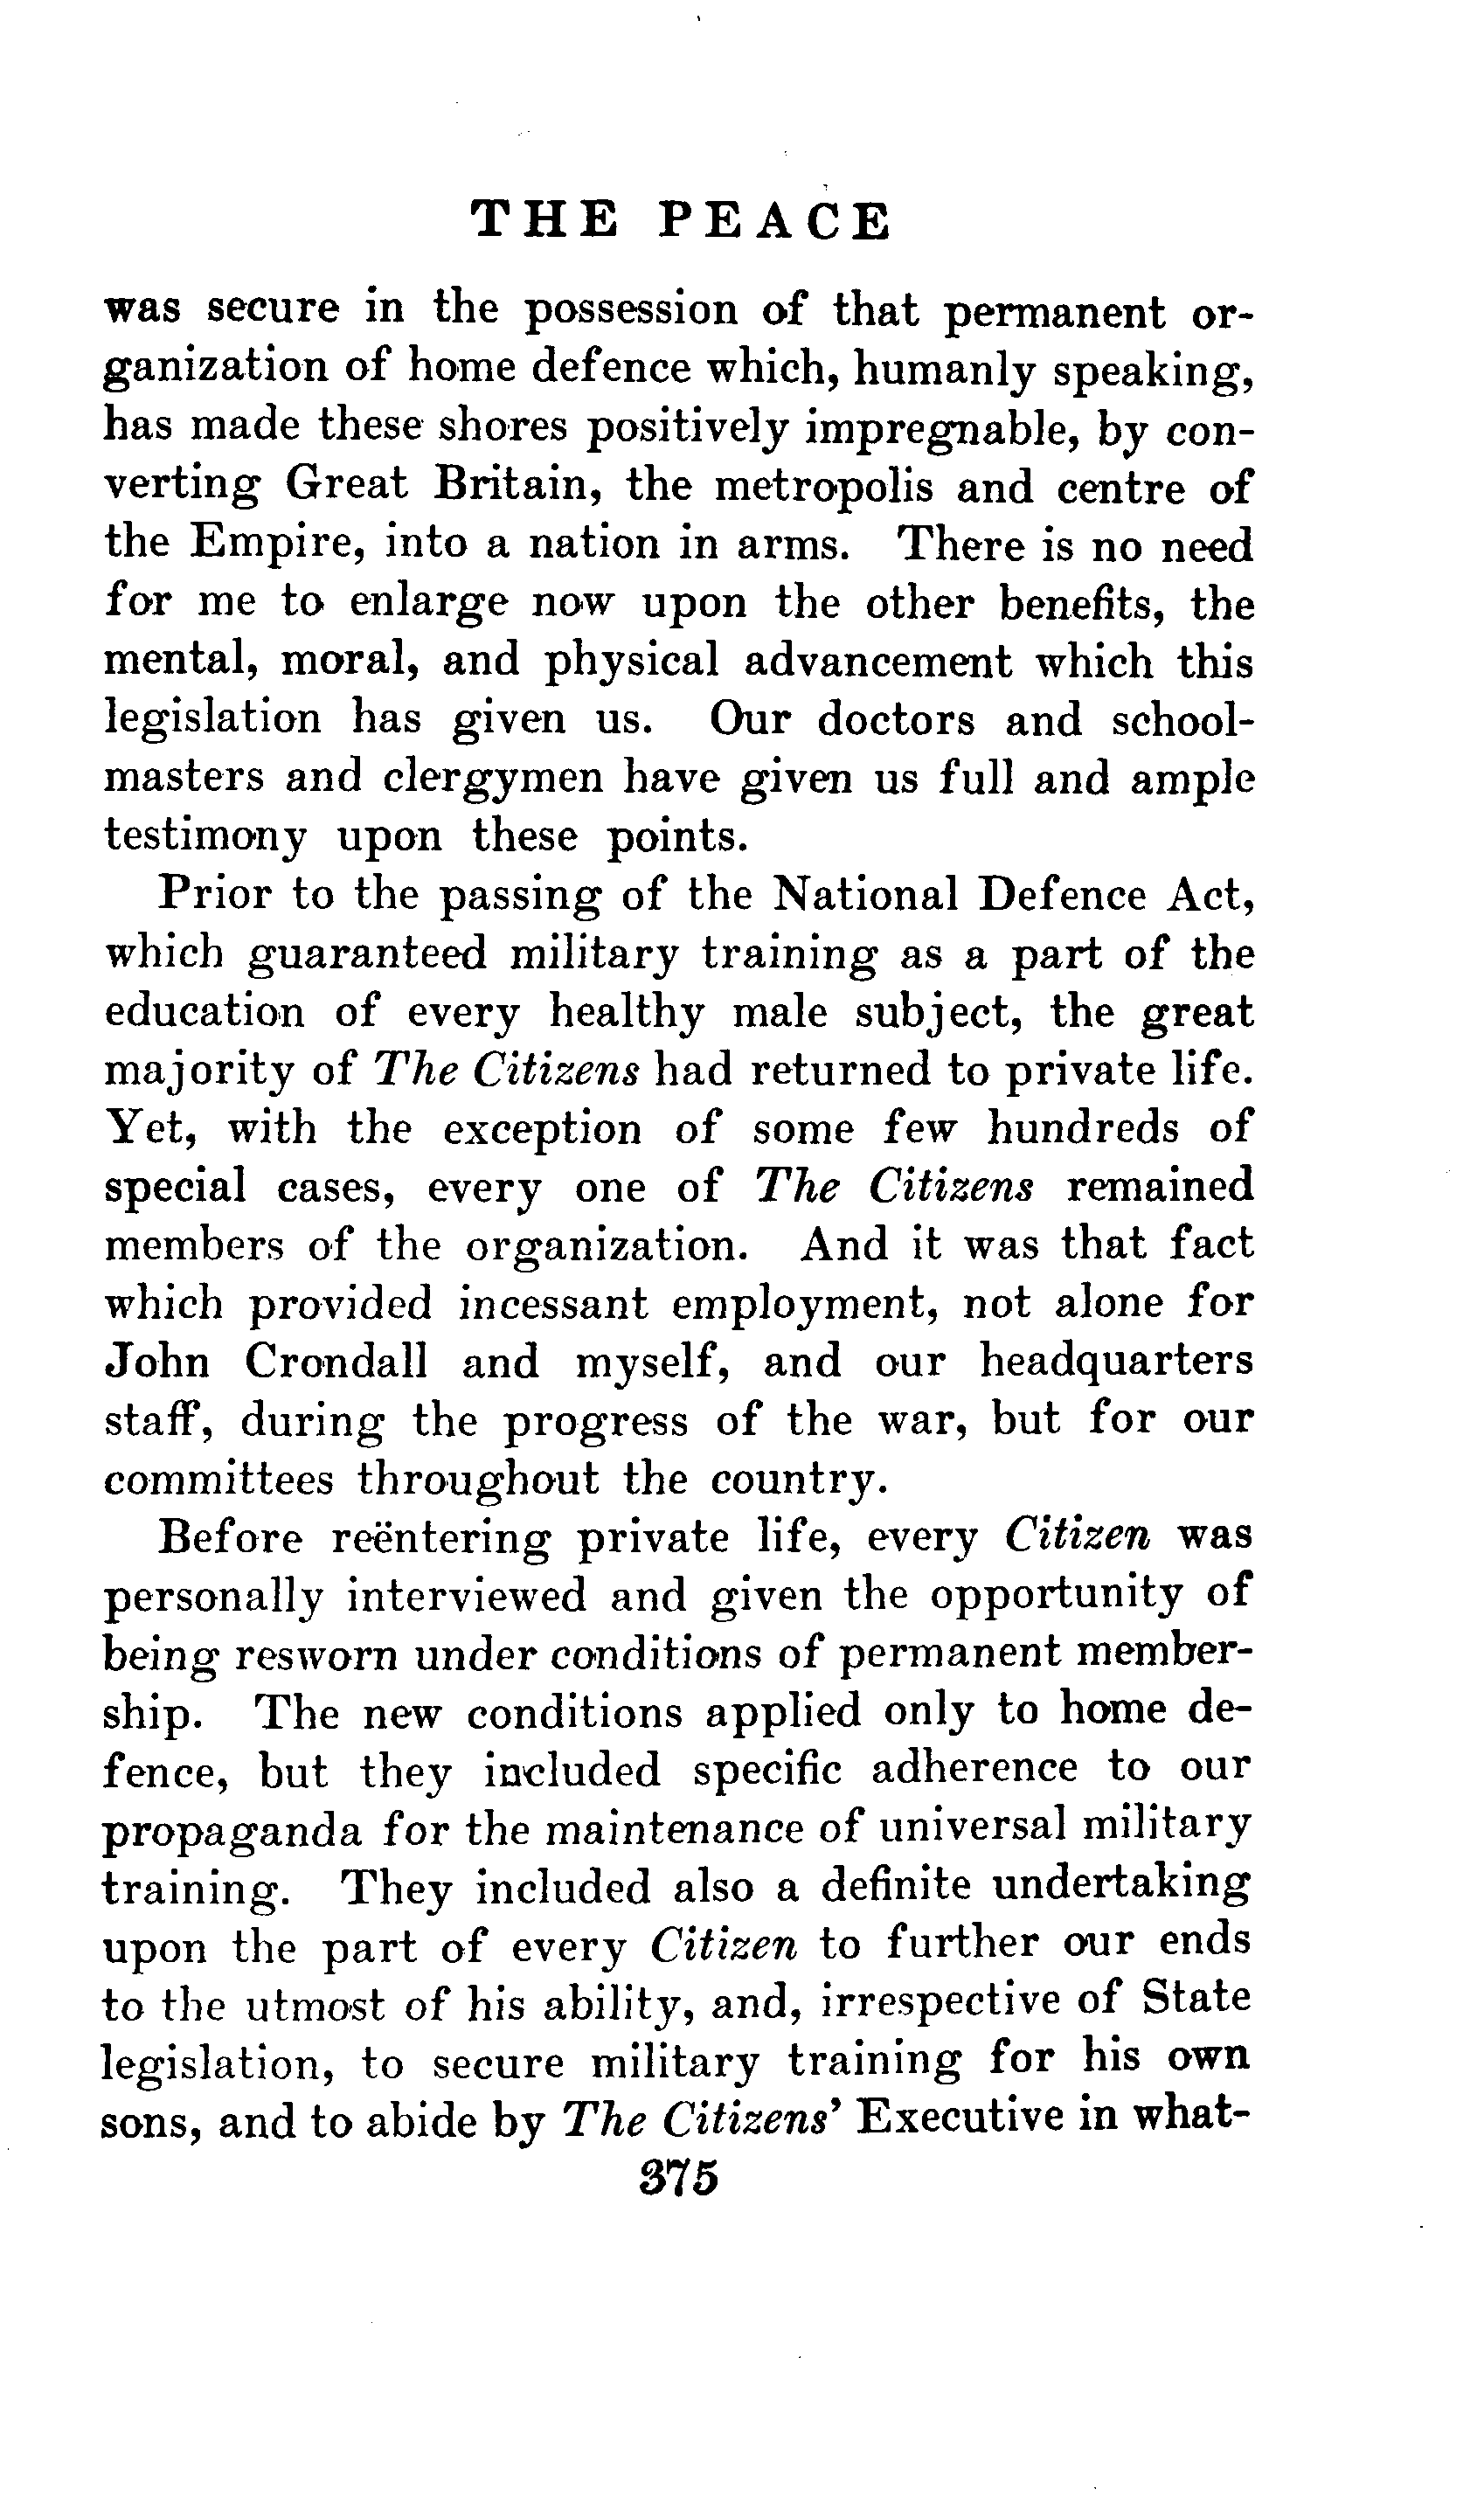 THE PEACE
was secure in the possession of that permanent or-
ganization of home defence which, humanly speaking,
has made these shores positively impregnable, by con-
verting Great Britain, the metropolis and centre of
the Empire, into a nation in arms. There is no need
for me to enlarge now upon the other benefits, the
mental, moral, and physical advancement which this
legislation has given us. Our doctors and school-
masters and clergymen have given us full and ample
testimony upon these points.
Prior to the passing of the National Defence Act,
which guaranteed military training as a part of the
education of every healthy male subject, the great
majority of The Citizens had returned to private life.
Yet, with the exception of some few hundreds of
special cases, every one of The Citizens remained
members of the organization. And it was that fact
which provided incessant employment, not alone for
John Crondall and myself, and our headquarters
staff, during the progress of the war, but for our
committees throughout the country.
Before reëntering private life, every Citizen was
personally interviewed and given the opportunity of
being resworn under conditions of permanent member-
ship. The new conditions applied only to home de-
fence, but they included specific adherence to our
propaganda for the maintenance of universal military
training. They included also a definite undertaking
upon the part of every Citizen to further our ends
to the utmost of his ability, and, irrespective of State
legislation, to secure military training for his own
sons, and to abide by The Citizens' Executive in what-
375